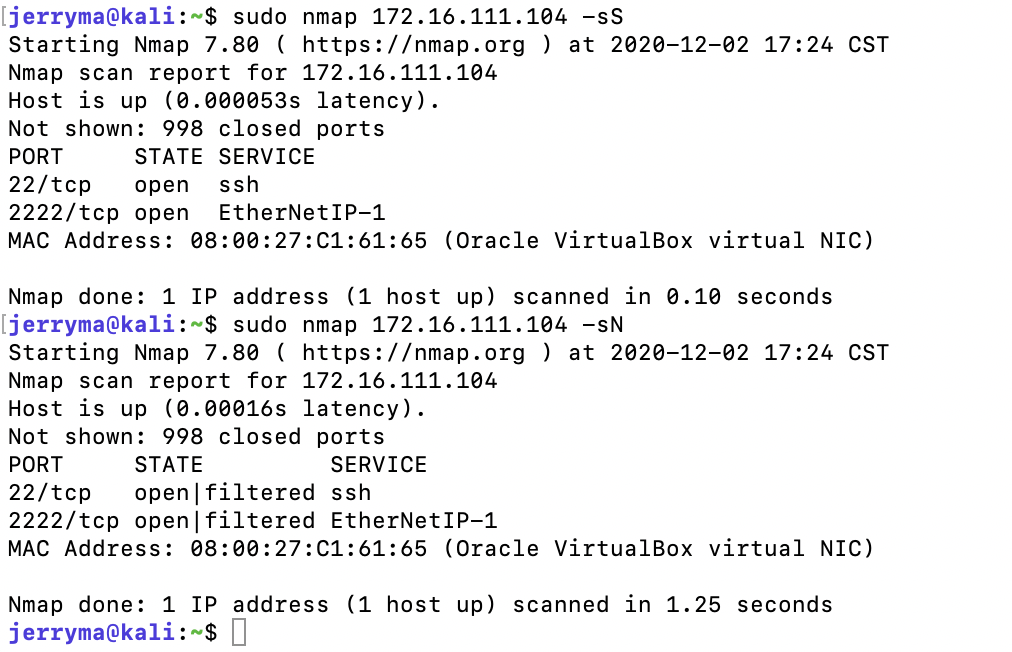 [jerryma@kali:~$ sudo nmap 172.16.111.104 -sS
Starting Nmap 7.80 ( https://nmap.org ) at 2020-12-02 17:24 CST
Nmap scan report for 172.16.111.104
Host is up (0.000053s latency).
Not shown: 998 closed ports
PORT     STATE SERVICE
22/tcp   open  ssh
2222/tcp open  EtherNetIP-1
MAC Address: 08:00:27:C1:61:65 (Oracle VirtualBox virtual NIC)

Nmap done: 1 IP address (1 host up) scanned in 0.10 seconds
[jerryma@kali:~$ sudo nmap 172.16.111.104 -sN
Starting Nmap 7.80 ( https://nmap.org ) at 2020-12-02 17:24 CST
Nmap scan report for 172.16.111.104
Host is up (0.00016s latency).
Not shown: 998 closed ports
PORT     STATE         SERVICE
22/tcp   open|filtered ssh
2222/tcp open|filtered EtherNetIP-1
MAC Address: 08:00:27:C1:61:65 (Oracle VirtualBox virtual NIC)

Nmap done: 1 IP address (1 host up) scanned in 1.25 seconds
jerryma@kali:~$